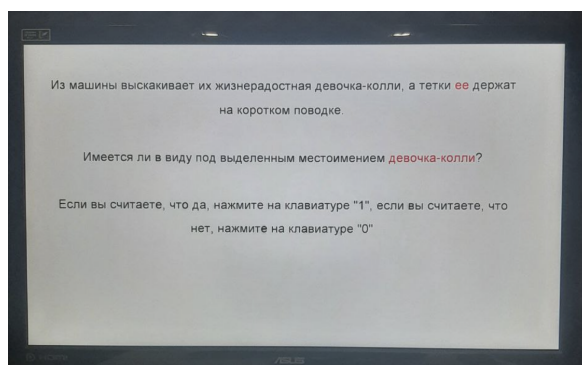 Из машины выскакивает их жизнерадостная девочка-колли, а тетки ее держат
на коротком поводке.
Имеется ли в виду под выделенным местоимением девочка-колли?
Если вы считаете, что да, нажмите на клавиатуре "1", если вы считаете, что
нет, нажмите на клавиатуре "0"
ASUS